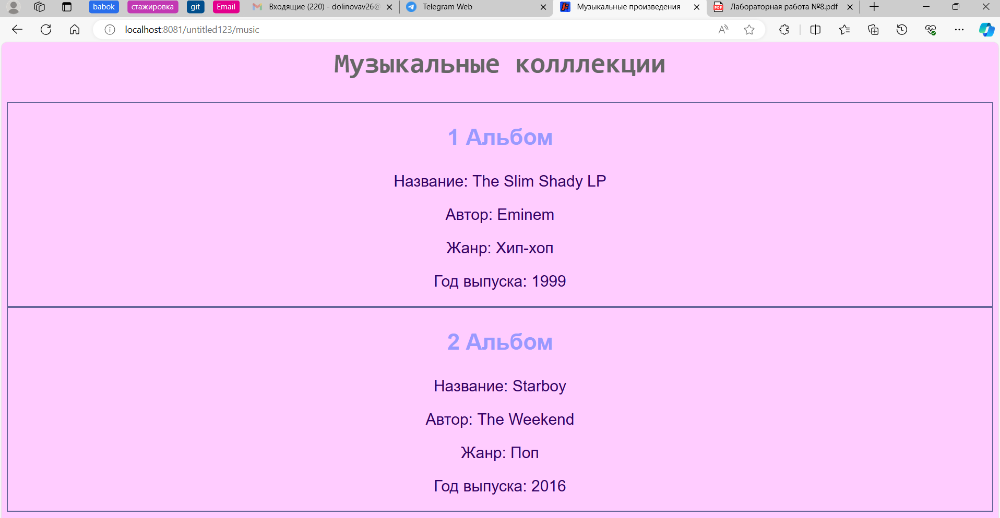 babok стажировка git Email Входящие (220) - dolinovav26@ Telegram Web Музыкальные произведения PDF Лабораторная работа №8.pdf
localhost:8081/untitled123/music
Музыкальные колллекции
1 Альбом
Название: The Slim Shady LP
Автор: Eminem
Жанр: Хип-хоп
Год выпуска: 1999
2 Альбом
Название: Starboy
Автор: The Weekend
Жанр: Поп
Год выпуска: 2016